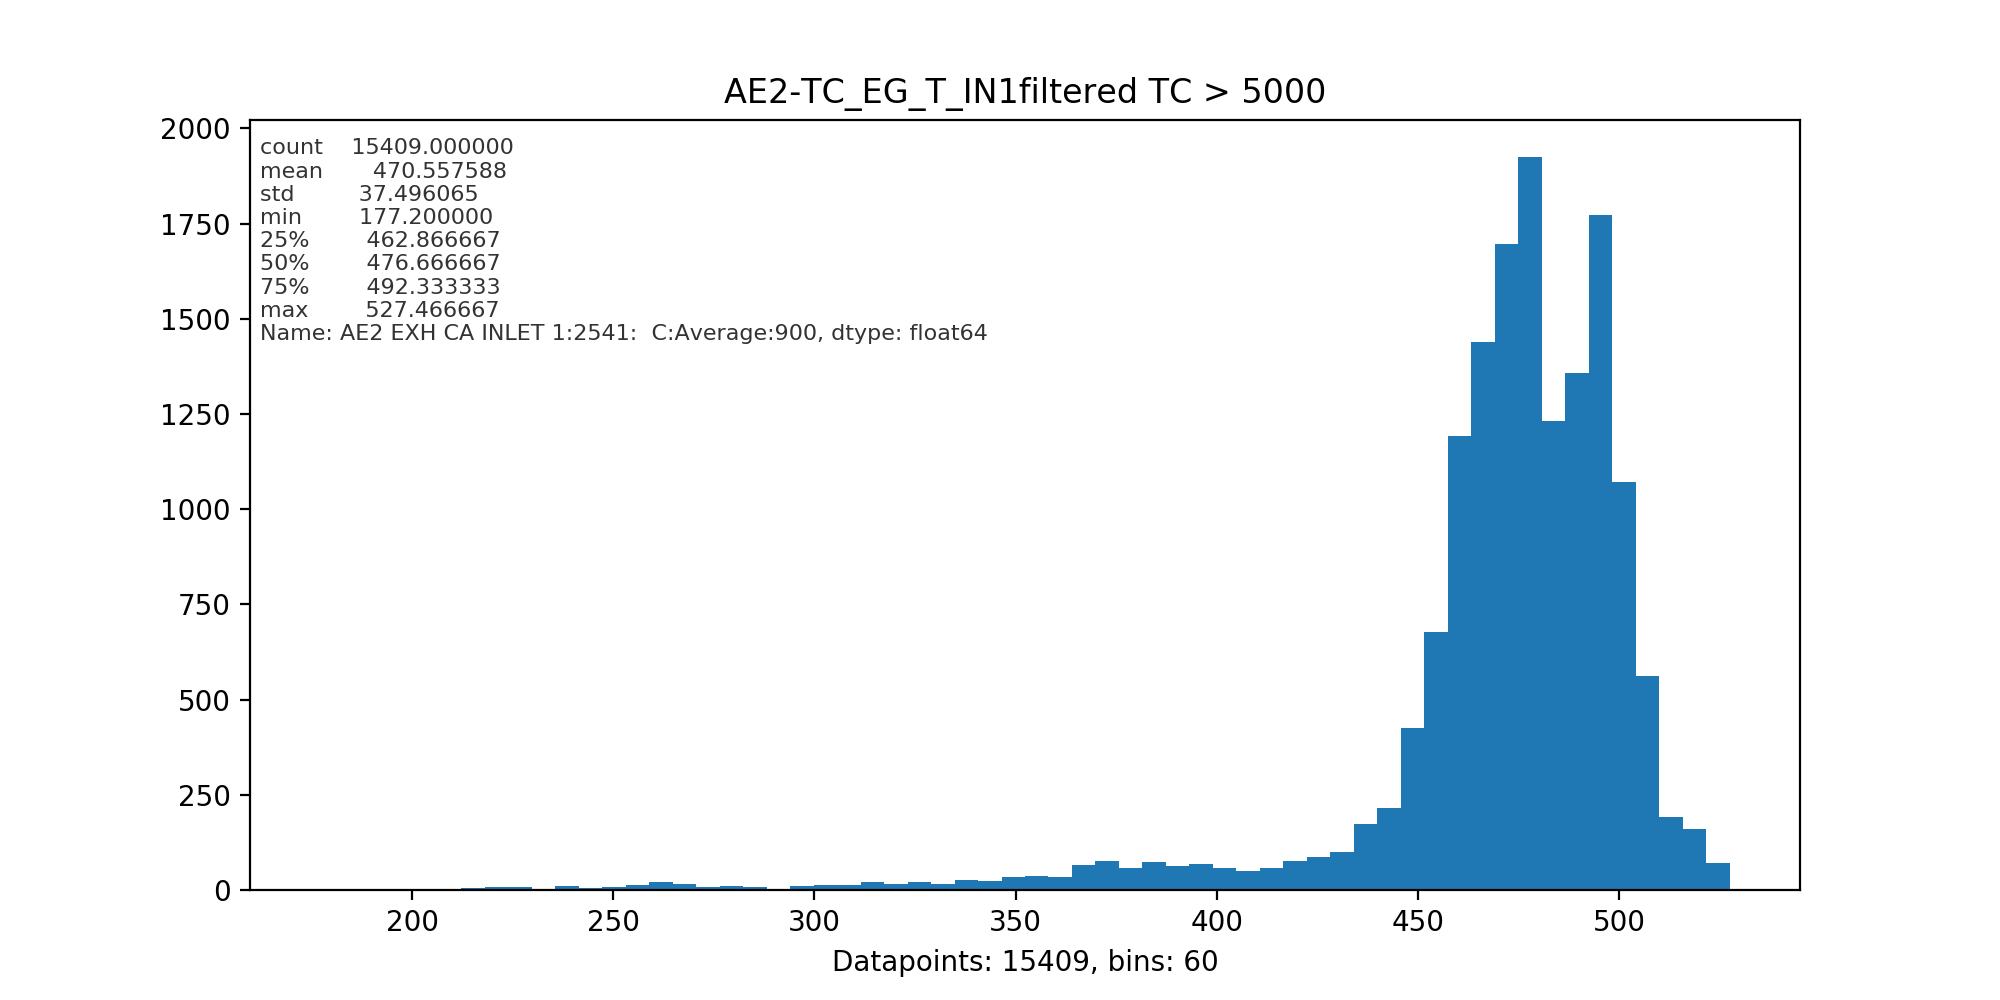 AE2-TC_EG_T_IN1filtered TC > 5000
2000
1750
1500
1250
1000
750
500
250
0
count 15409.000000
mean 470.557588
std 37.496065
min 177.200000
25% 462.866667
50% 476.666667
75% 492.333333
max 527.466667
Name: AE2 EXH CA INLET 1:2541: C:Average:900, dtype: float64
200 250 300 350 400 450 500
Datapoints: 15409, bins: 60